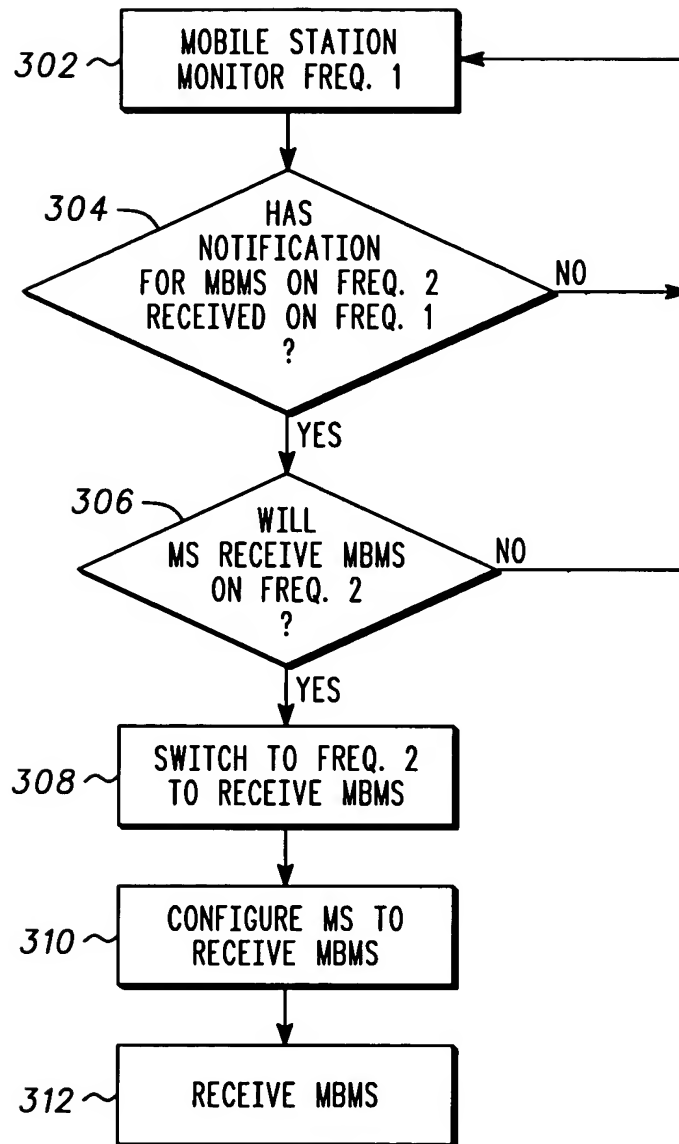 302
MOBILE STATION
MONITOR FREQ. 1
304
HAS
NOTIFICATION
FOR MBMS ON FREQ. 2
RECEIVED ON FREQ. 1
?
NO
YES
306
WILL
MS RECEIVE MBMS
ON FREQ. 2
?
NO
YES
308
SWITCH TO FREQ. 2
TO RECEIVE MBMS
310
CONFIGURE MS TO
RECEIVE MBMS
312
RECEIVE MBMS